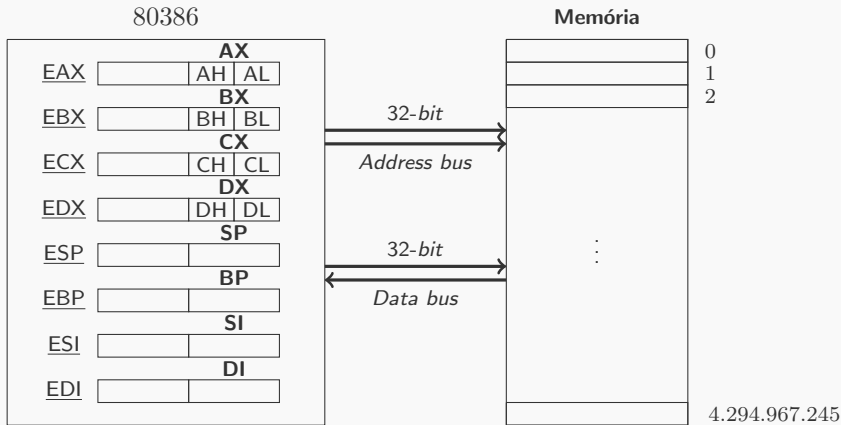 80386
Memória
AX
EAX AH AL
BX
EBX BH BL
CX
ECX CH CL
DX
EDX DH DL
SP
ESP
BP
EBP
SI
ESI
DI
EDI
32-bit
Address bus
32-bit
Data bus
0
1
2
⋮
4.294.967.245